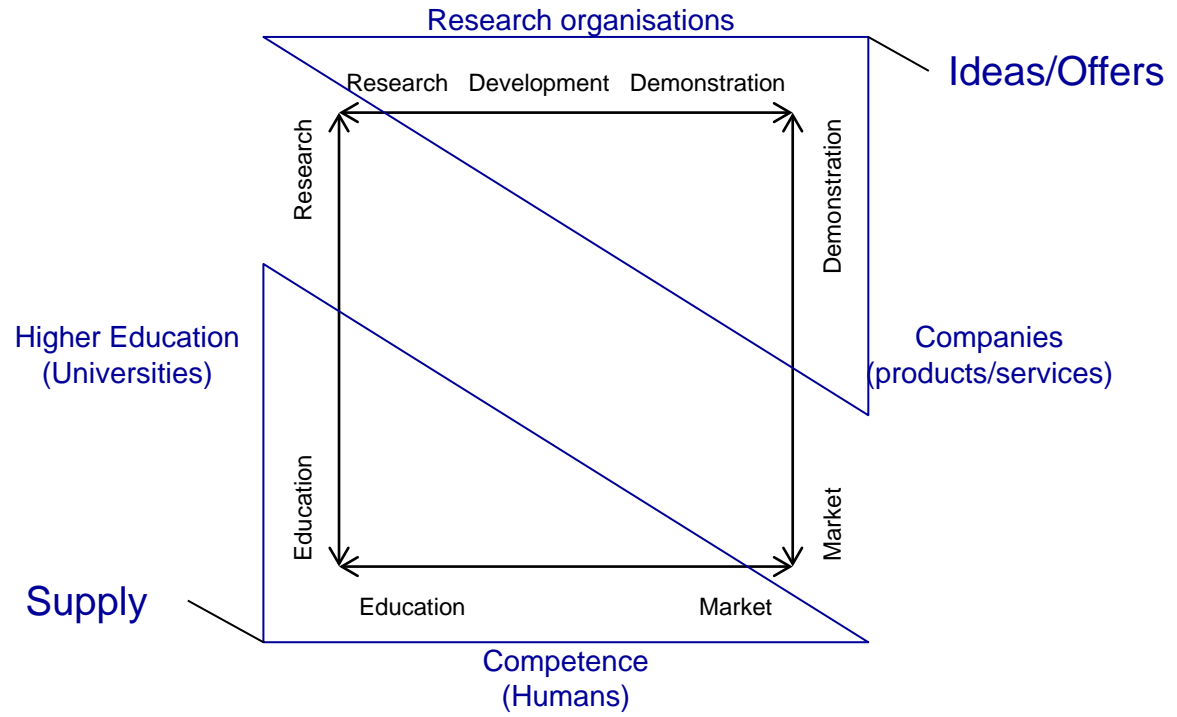 Research organisations
Ideas/Offers
Research Development Demonstration
Research
Demonstration
Higher Education
(Universities)
Companies
(products/services)
Education
Market
Supply
Education Market
Competence
(Humans)